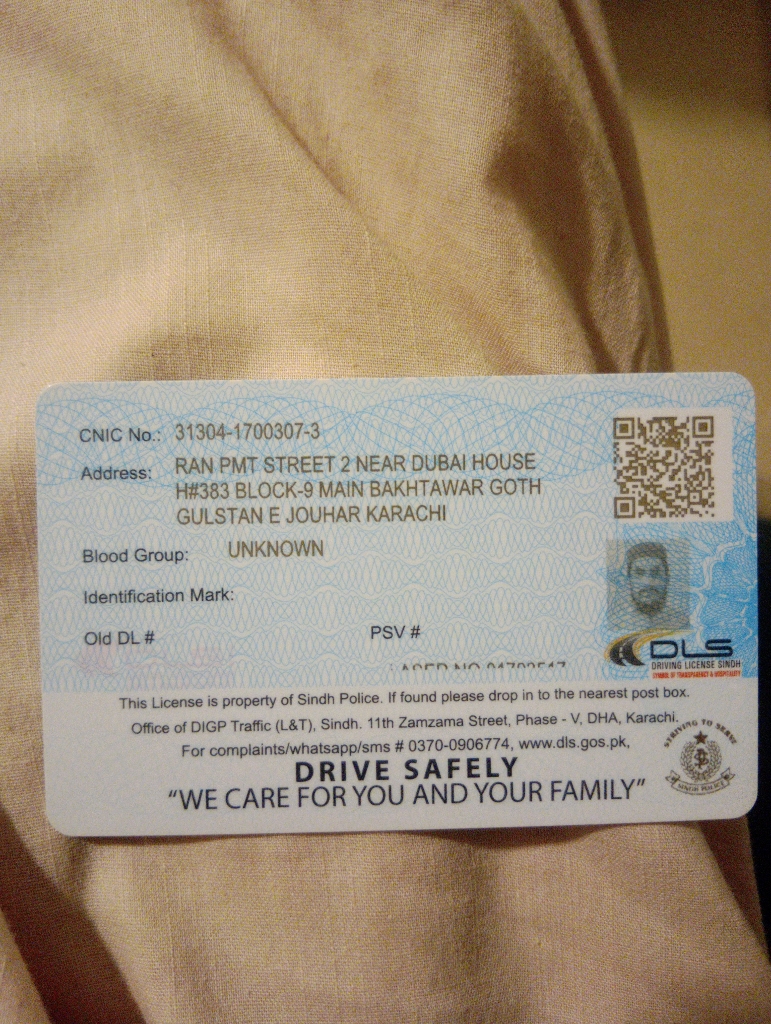 CNIC No.: 31304-1700307-3
Address: RAN PMT STREET 2 NEAR DUBAI HOUSE
H#383 BLOCK-9 MAIN BAKHTAWAR GOTH
GULSTAN E JOUHAR KARACHI
Blood Group: UNKNOWN
Identification Mark:
Old DL # PSV #
DLS
DRIVING LICENSE SINDH
SYMBOL OF TRANSPARENCY & HOSPITALITY
This License is property of Sindh Police. If found please drop in to the nearest post box.
Office of DIGP Traffic (L&T), Sindh. 11th Zamzama Street, Phase - V, DHA, Karachi.
For complaints/whatsapp/sms # 0370-0906774, www.dls.gos.pk,
DRIVE SAFELY
“WE CARE FOR YOU AND YOUR FAMILY”
STRIVING TO SERVE
SINDH POLICE